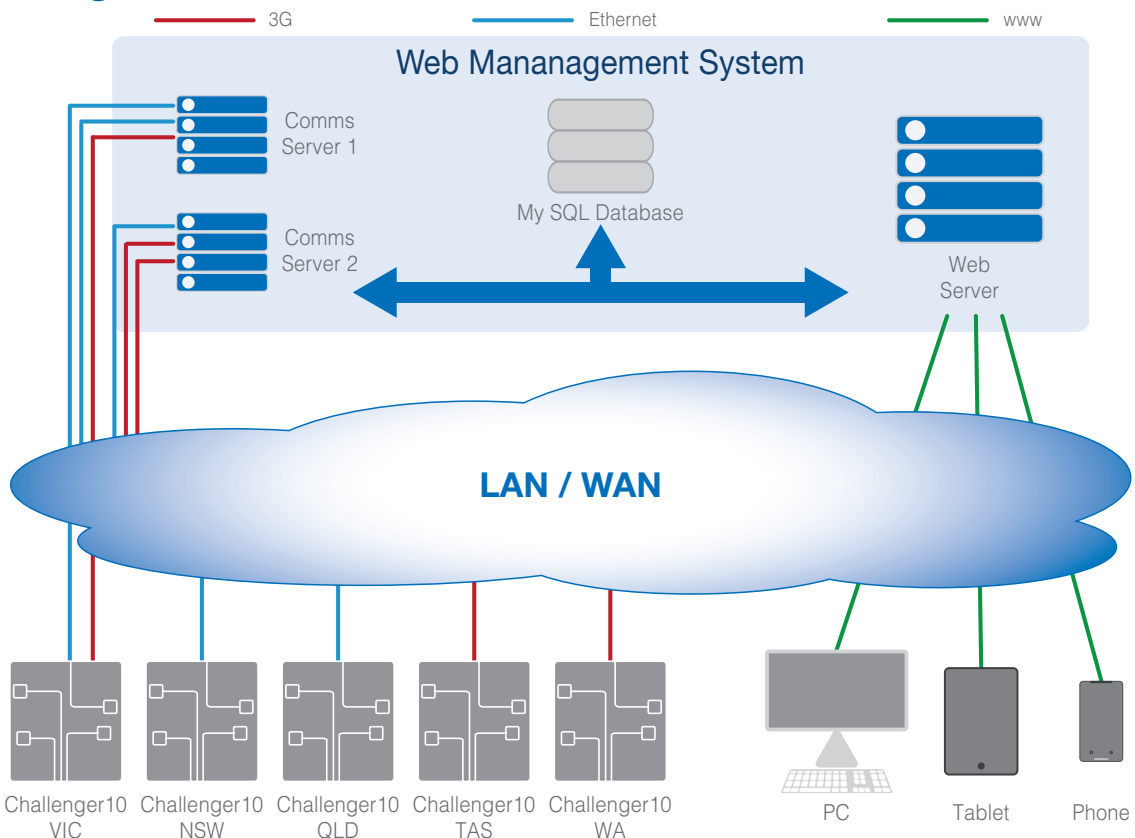 3G
Ethernet
www
Web Mananagement System
Comms
Server 1
My SQL Database
Comms
Server 2
Web
Server
LAN / WAN
Challenger10
VIC
Challenger10
NSW
Challenger10
QLD
Challenger10
TAS
Challenger10
WA
PC
Tablet
Phone